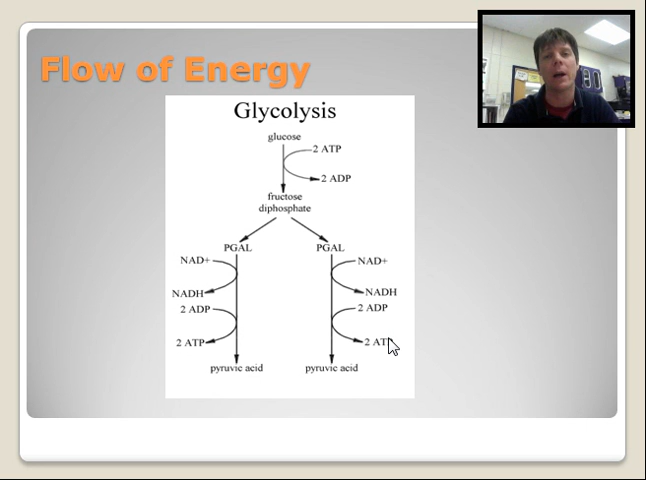 Flow of Energy
Glycolysis
glucose
2 ATP
2 ADP
fructose
diphosphate
PGAL
PGAL
NAD+
NAD+
NADH
NADH
2 ADP
2 ADP
2 ATP
2 ATP
pyruvic acid
pyruvic acid